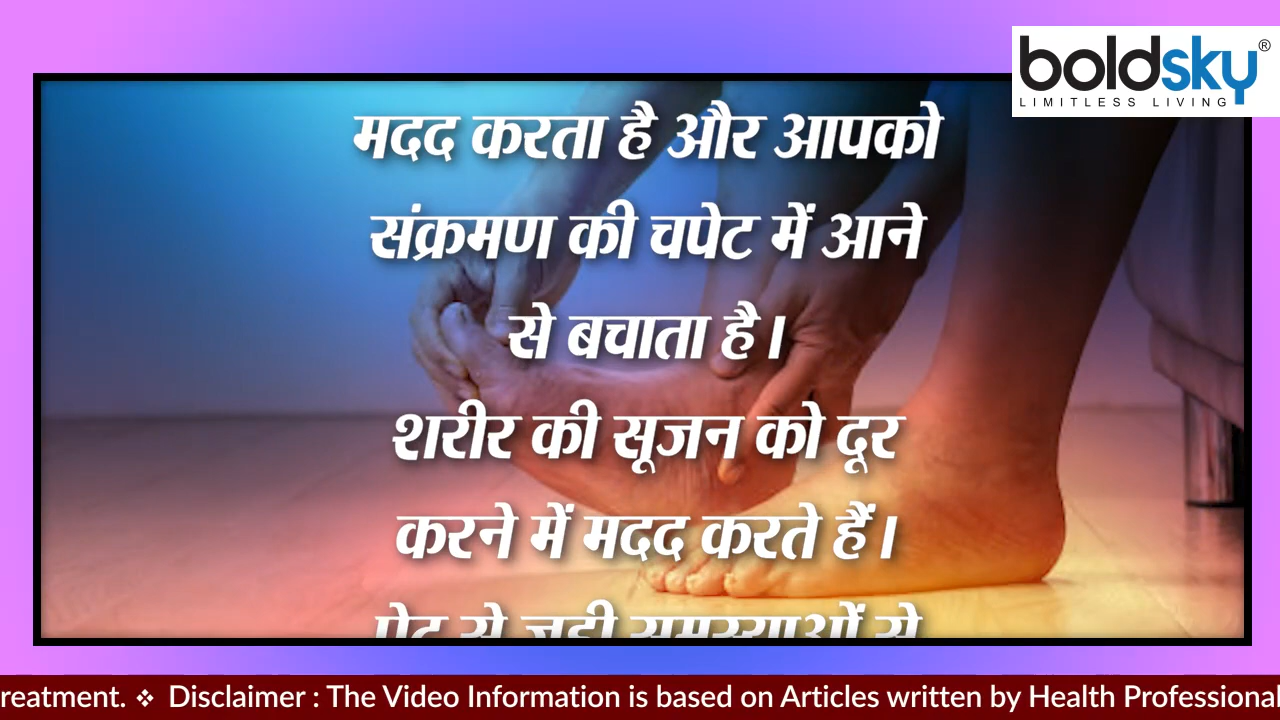 boldsky®
LIMITLESS LIVING
मदद करता है और आपको
संक्रमण की चपेट में आने
से बचाता है।
शरीर की सूजन को दूर
करने में मदद करते हैं।
पेट से जुड़ी समस्याओं से
reatment. ❖ Disclaimer : The Video Information is based on Articles written by Health Professional